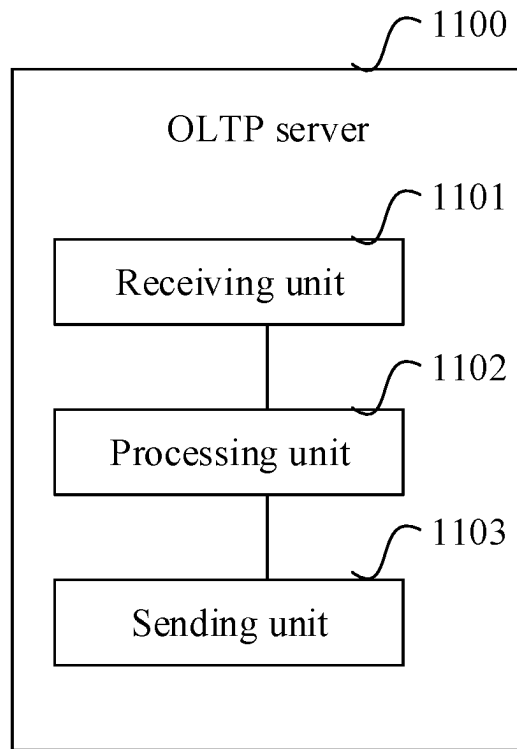 1100
OLTP server
1101
Receiving unit
1102
Processing unit
1103
Sending unit